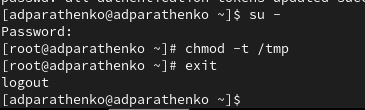 [adparathenko@adparathenko ~]$ su -
Password:
[root@adparathenko ~]# chmod -t /tmp
[root@adparathenko ~]# exit
logout
[adparathenko@adparathenko ~]$